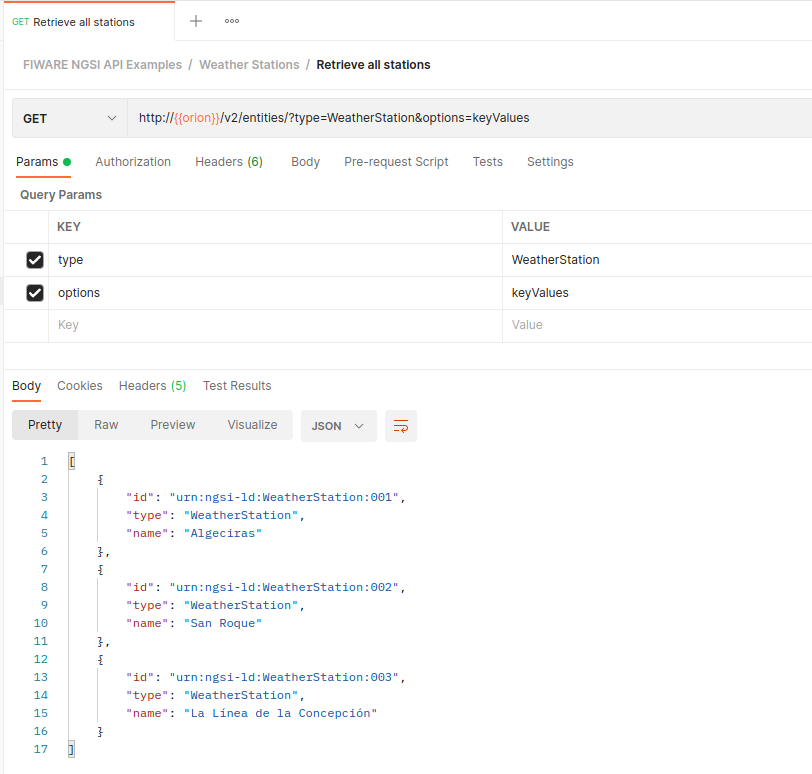 GET Retrieve all stations
FIWARE NGSI API Examples / Weather Stations / Retrieve all stations
GET http://{{orion}}/v2/entities/?type=WeatherStation&options=keyValues
Params Authorization Headers (6) Body Pre-request Script Tests Settings
Query Params
KEY VALUE
type WeatherStation
options keyValues
Key Value
Body Cookies Headers (5) Test Results
Pretty Raw Preview Visualize JSON
1 [
2 {
3 "id": "urn:ngsi-ld:WeatherStation:001",
4 "type": "WeatherStation",
5 "name": "Algeciras"
6 },
7 {
8 "id": "urn:ngsi-ld:WeatherStation:002",
9 "type": "WeatherStation",
10 "name": "San Roque"
11 },
12 {
13 "id": "urn:ngsi-ld:WeatherStation:003",
14 "type": "WeatherStation",
15 "name": "La Línea de la Concepción"
16 }
17 ]